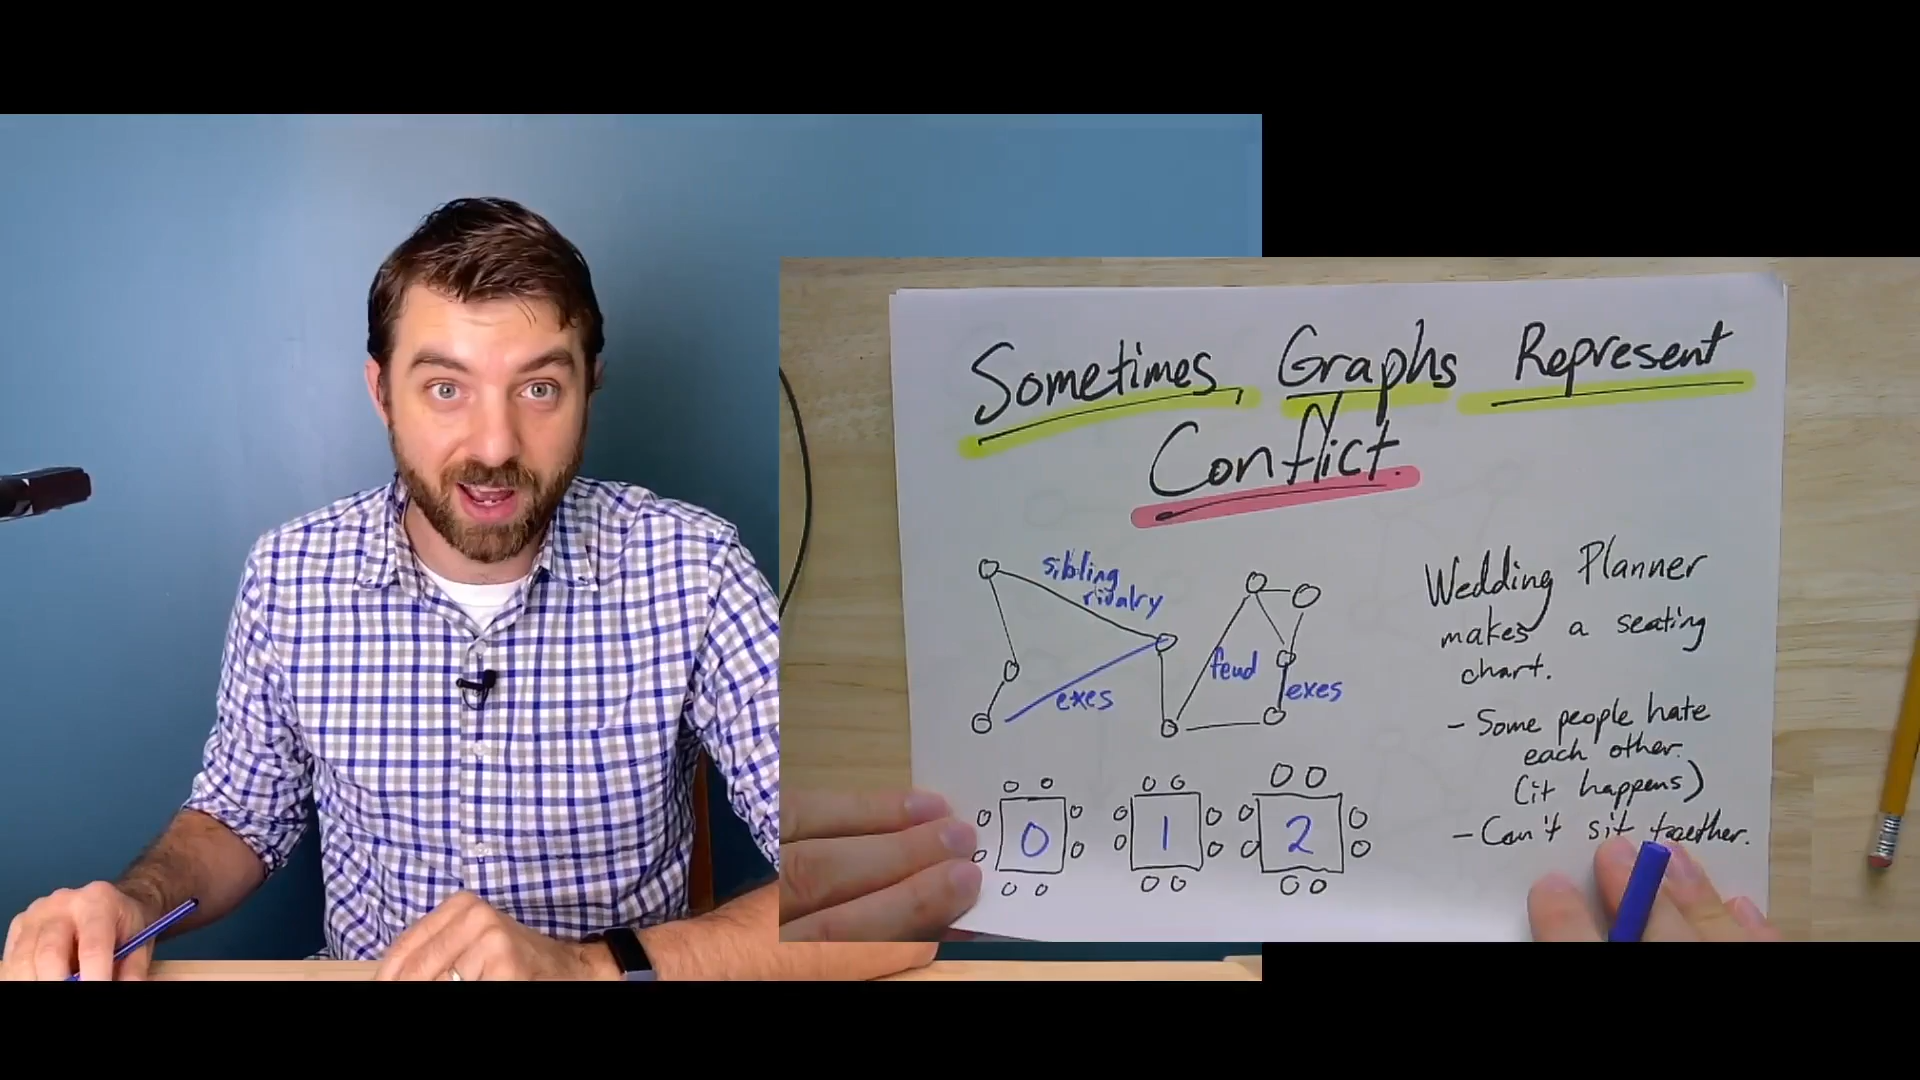 Sometimes, Graphs Represent
Conflict.
sibling
rivalry
exes
feud
exes
Wedding Planner
makes a seating
chart.
- Some people hate
each other.
(it happens)
- Can't sit together.
0 1 2